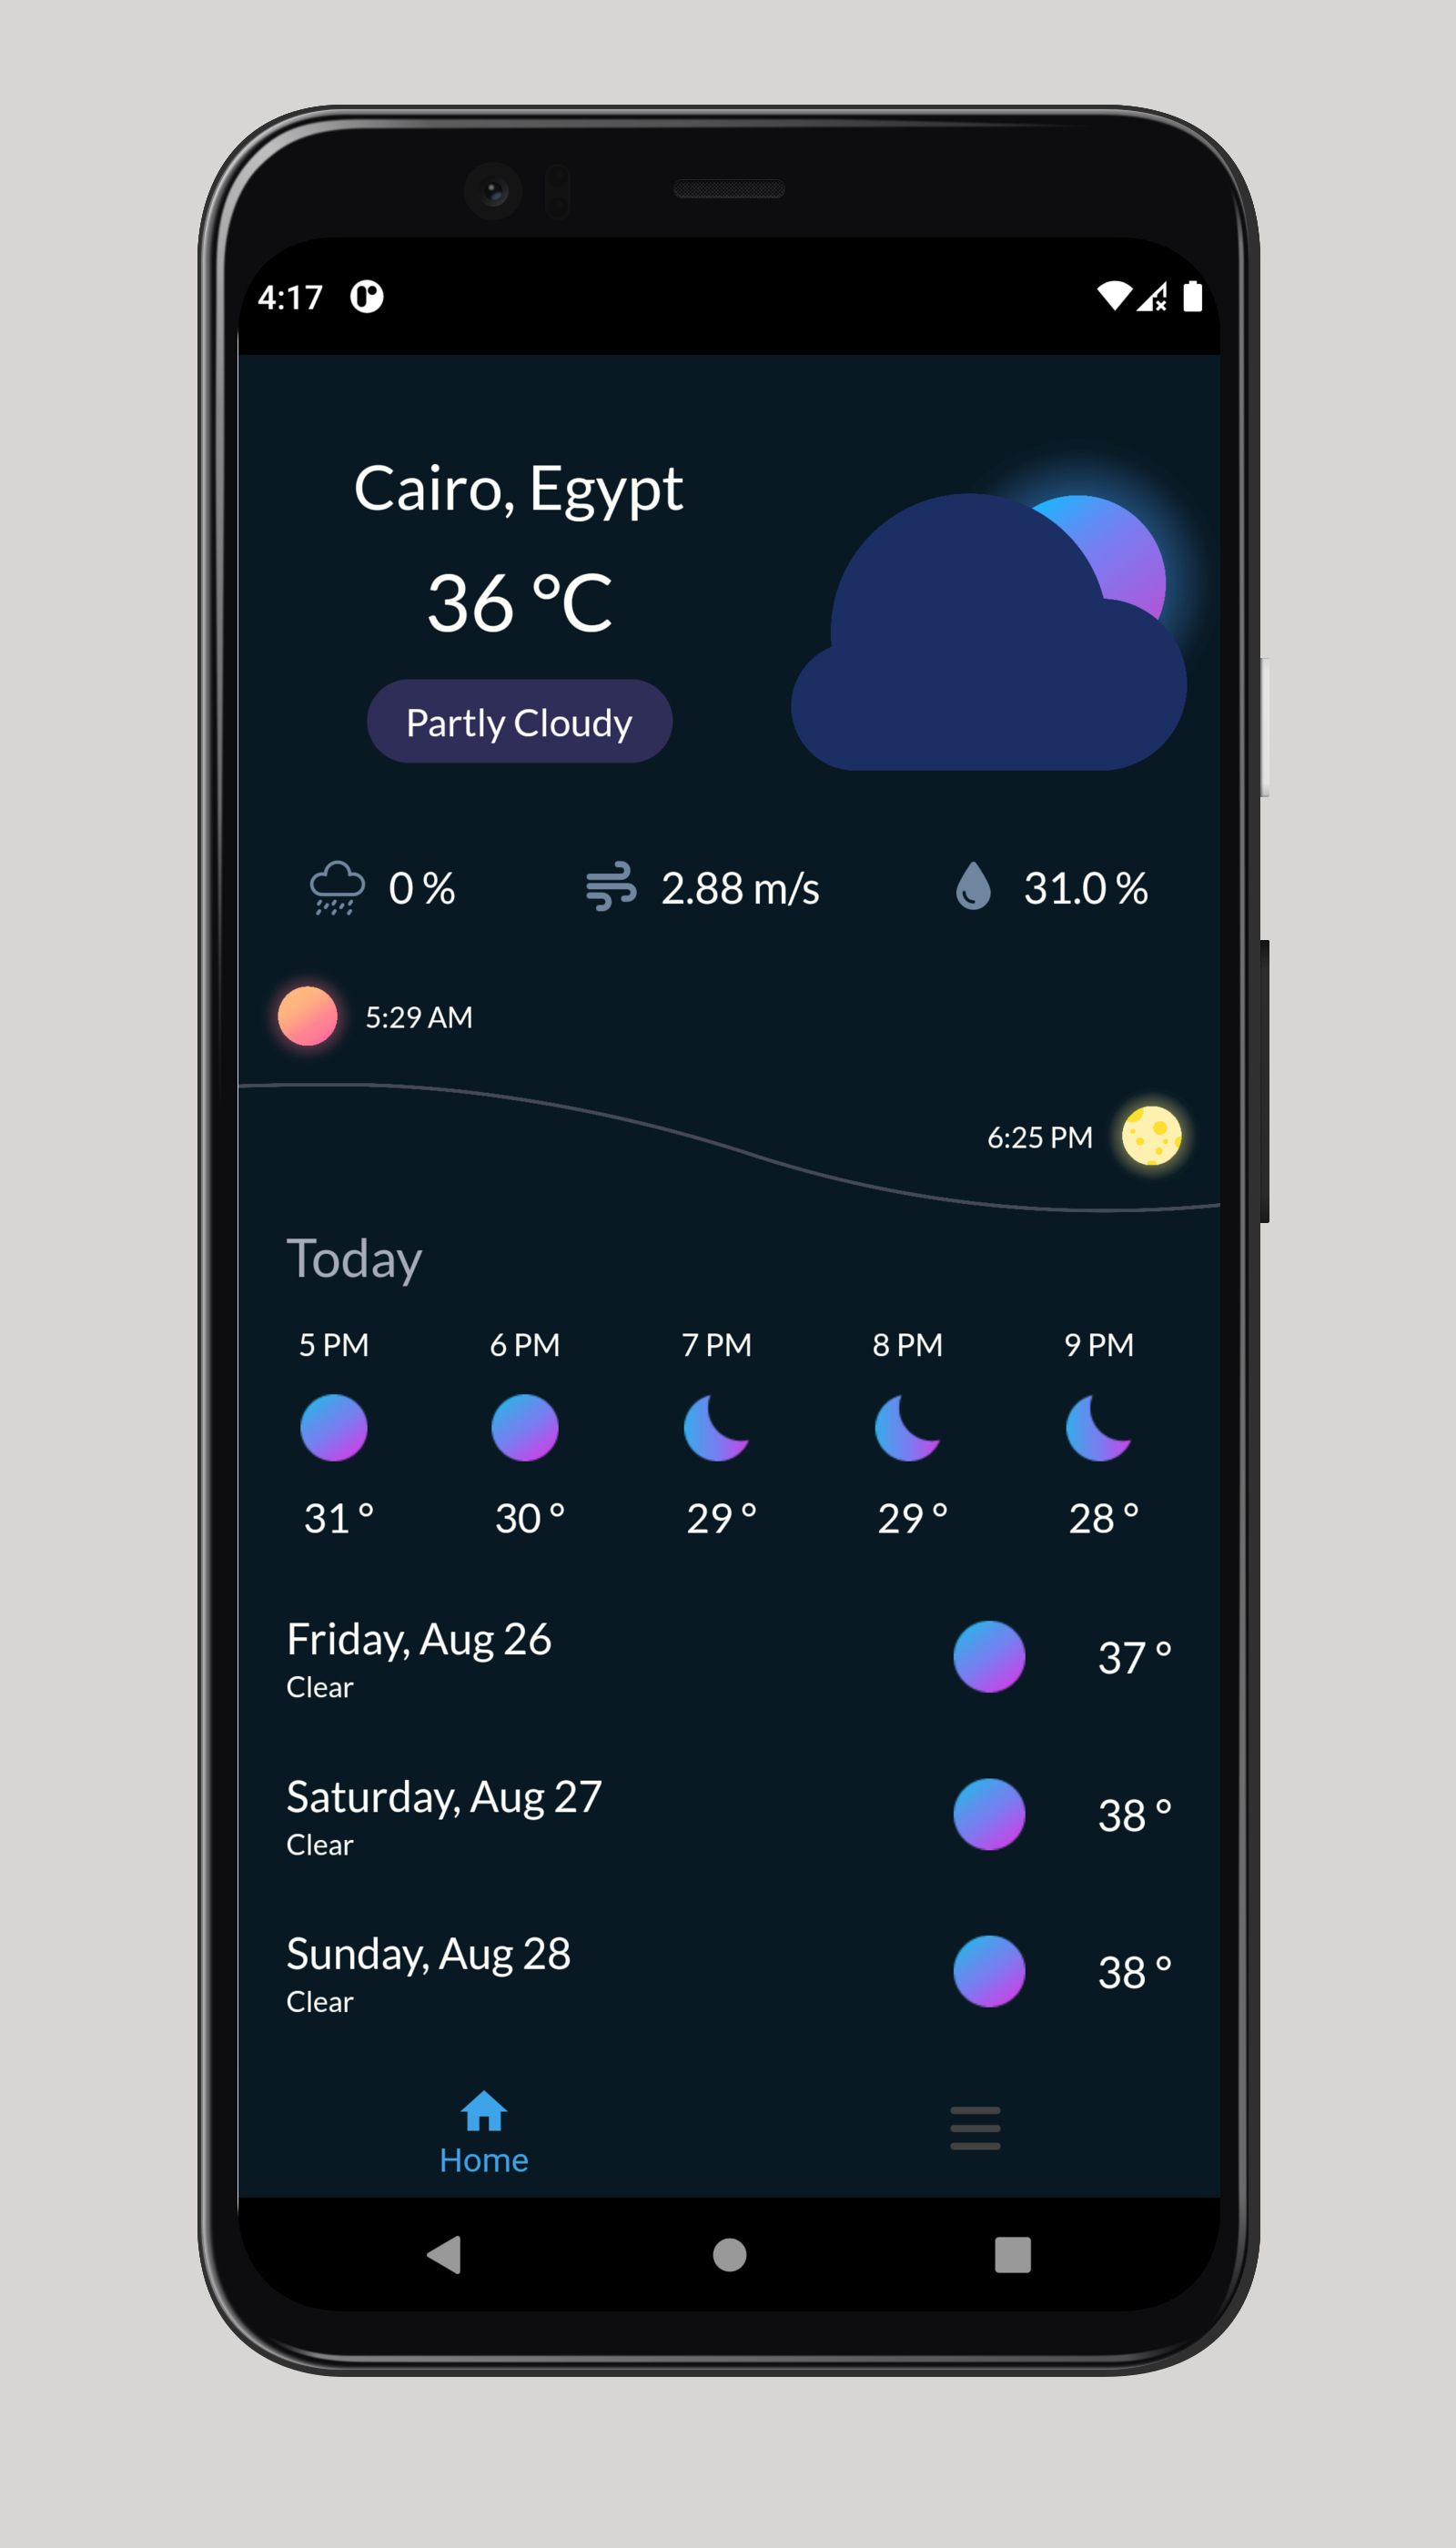 4:17
Cairo, Egypt
36 °C
Partly Cloudy
0 %
2.88 m/s
31.0 %
5:29 AM
6:25 PM
Today
5 PM 6 PM 7 PM 8 PM 9 PM
31 ° 30 ° 29 ° 29 ° 28 °
Friday, Aug 26
Clear
37 °
Saturday, Aug 27
Clear
38 °
Sunday, Aug 28
Clear
38 °
Home